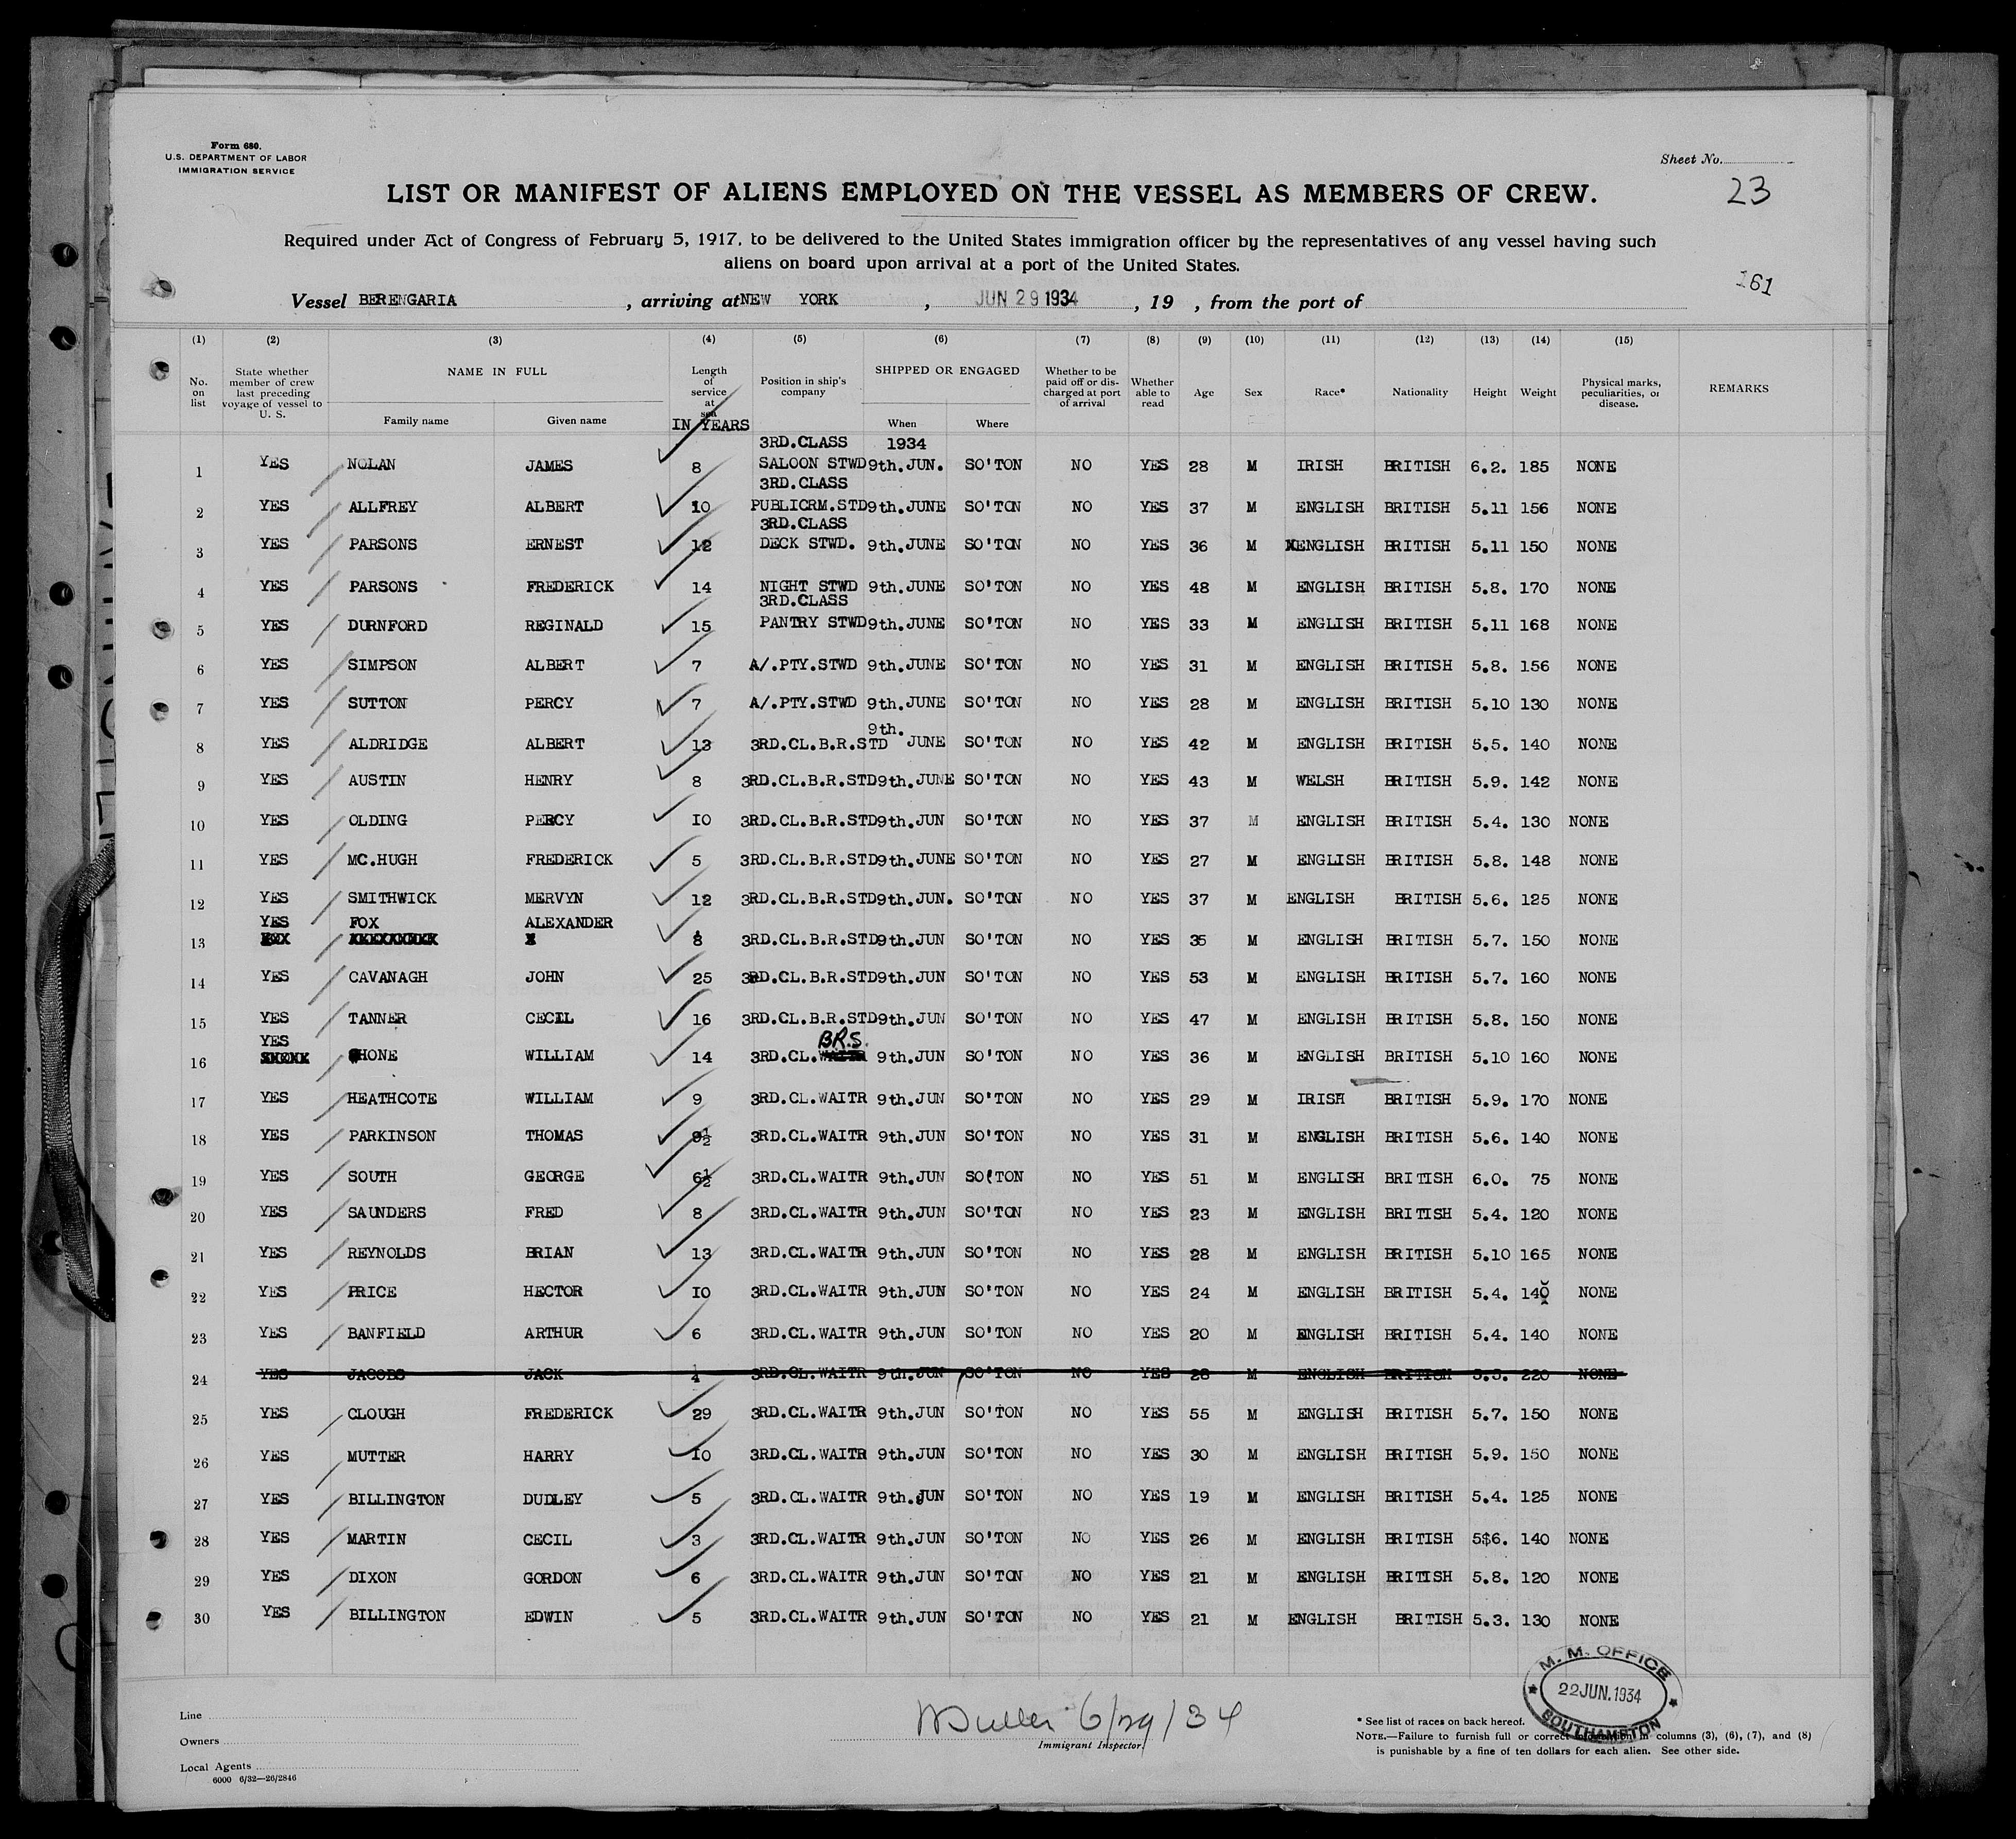 Form 680.
U.S. DEPARTMENT OF LABOR
IMMIGRATION SERVICE
Sheet No.
23
LIST OR MANIFEST OF ALIENS EMPLOYED ON THE VESSEL AS MEMBERS OF CREW.
Required under Act of Congress of February 5, 1917, to be delivered to the United States immigration officer by the representatives of any vessel having such
aliens on board upon arrival at a port of the United States.
161
Vessel BERENGARIA , arriving at NEW YORK , JUN 29 1934 , 19 , from the port of
(1) (2) (3) (4) (5) (6) (7) (8) (9) (10) (11) (12) (13) (14) (15)
No. on list State whether member of crew last preceding voyage of vessel to U. S. NAME IN FULL Family name Given name Length of service at sea IN YEARS Position in ship's company SHIPPED OR ENGAGED When Where Whether to be paid off or discharged at port of arrival Whether able to read Age Sex Race* Nationality Height Weight Physical marks, peculiarities, or disease. REMARKS
3RD.CLASS 1934
1 YES NOLAN JAMES 8 SALOON STWD 9th.JUN. SO'TON NO YES 28 M IRISH BRITISH 6.2. 185 NONE
3RD.CLASS
2 YES ALLFREY ALBERT 10 PUBLICRM.STD 9th.JUNE SO'TON NO YES 37 M ENGLISH BRITISH 5.11 156 NONE
3RD.CLASS
3 YES PARSONS ERNEST 12 DECK STWD. 9th.JUNE SO'TON NO YES 36 M XENGLISH BRITISH 5.11 150 NONE
4 YES PARSONS FREDERICK 14 NIGHT STWD 9th.JUNE SO'TON NO YES 48 M ENGLISH BRITISH 5.8. 170 NONE
3RD.CLASS
5 YES DURNFORD REGINALD 15 PANTRY STWD 9th.JUNE SO'TON NO YES 33 M ENGLISH BRITISH 5.11 168 NONE
6 YES SIMPSON ALBERT 7 A/.PTY.STWD 9th.JUNE SO'TON NO YES 31 M ENGLISH BRITISH 5.8. 156 NONE
7 YES SUTTON PERCY 7 A/.PTY.STWD 9th.JUNE SO'TON NO YES 28 M ENGLISH BRITISH 5.10 130 NONE
8 YES ALDRIDGE ALBERT 13 3RD.CL.B.R.STD 9th. JUNE SO'TON NO YES 42 M ENGLISH BRITISH 5.5. 140 NONE
9 YES AUSTIN HENRY 8 3RD.CL.B.R.STD 9th.JUNE SO'TON NO YES 43 M WELSH BRITISH 5.9. 142 NONE
10 YES OLDING PERCY IO 3RD.CL.B.R.STD 9th.JUN SO'TON NO YES 37 M ENGLISH BRITISH 5.4. 130 NONE
11 YES MC.HUGH FREDERICK 5 3RD.CL.B.R.STD 9th.JUNE SO'TON NO YES 27 M ENGLISH BRITISH 5.8. 148 NONE
12 YES SMITHWICK MERVYN 12 3RD.CL.B.R.STD 9th.JUN. SO'TON NO YES 37 M ENGLISH BRITISH 5.6. 125 NONE
13 YES FOX ALEXANDER 8 3RD.CL.B.R.STD 9th.JUN SO'TON NO YES 35 M ENGLISH BRITISH 5.7. 150 NONE
14 YES CAVANAGH JOHN 25 3RD.CL.B.R.STD 9th.JUN SO'TON NO YES 53 M ENGLISH BRITISH 5.7. 160 NONE
15 YES TANNER CECIL 16 3RD.CL.B.R.STD 9th.JUN SO'TON NO YES 47 M ENGLISH BRITISH 5.8. 150 NONE
16 YES HONE WILLIAM 14 3RD.CL. WAITR B.R.S. 9th.JUN SO'TON NO YES 36 M ENGLISH BRITISH 5.10 160 NONE
17 YES HEATHCOTE WILLIAM 9 3RD.CL.WAITR 9th.JUN SO'TON NO YES 29 M IRISH BRITISH 5.9. 170 NONE
18 YES PARKINSON THOMAS 9½ 3RD.CL.WAITR 9th.JUN SO'TON NO YES 31 M ENGLISH BRITISH 5.6. 140 NONE
19 YES SOUTH GEORGE 6½ 3RD.CL.WAITR 9th.JUN SO'TON NO YES 51 M ENGLISH BRITISH 6.0. 75 NONE
20 YES SAUNDERS FRED 8 3RD.CL.WAITR 9th.JUN SO'TON NO YES 23 M ENGLISH BRITISH 5.4. 120 NONE
21 YES REYNOLDS BRIAN 13 3RD.CL.WAITR 9th.JUN SO'TON NO YES 28 M ENGLISH BRITISH 5.10 165 NONE
22 YES PRICE HECTOR IO 3RD.CL.WAITR 9th.JUN SO'TON NO YES 24 M ENGLISH BRITISH 5.4. 140 NONE
23 YES BANFIELD ARTHUR 6 3RD.CL.WAITR 9th.JUN SO'TON NO YES 20 M ENGLISH BRITISH 5.4. 140 NONE
24 YES JACOBS JACK 3RD.CL.WAITR 9th.JUN SO'TON NO YES 28 M ENGLISH BRITISH 5.5. 220 NONE
25 YES CLOUGH FREDERICK 29 3RD.CL.WAITR 9th.JUN SO'TON NO YES 55 M ENGLISH BRITISH 5.7. 150 NONE
26 YES MUTTER HARRY IO 3RD.CL.WAITR 9th.JUN SO'TON NO YES 30 M ENGLISH BRITISH 5.9. 150 NONE
27 YES BILLINGTON DUDLEY 5 3RD.CL.WAITR 9th.JUN SO'TON NO YES 19 M ENGLISH BRITISH 5.4. 125 NONE
28 YES MARTIN CECIL 3 3RD.CL.WAITR 9th.JUN SO'TON NO YES 26 M ENGLISH BRITISH 5$6. 140 NONE
29 YES DIXON GORDON 6 3RD.CL.WAITR 9th.JUN SO'TON NO YES 21 M ENGLISH BRITISH 5.8. 120 NONE
30 YES BILLINGTON EDWIN 5 3RD.CL.WAITR 9th.JUN SO'TON NO YES 21 M ENGLISH BRITISH 5.3. 130 NONE
M. M. OFFICE
22 JUN. 1934
SOUTHAMPTON
Line
Owners
Local Agents
6000 6/32—26/2846
6/29/34
Immigrant Inspector.
* See list of races on back hereof.
NOTE.—Failure to furnish full or correct information in columns (3), (6), (7), and (8)
is punishable by a fine of ten dollars for each alien. See other side.